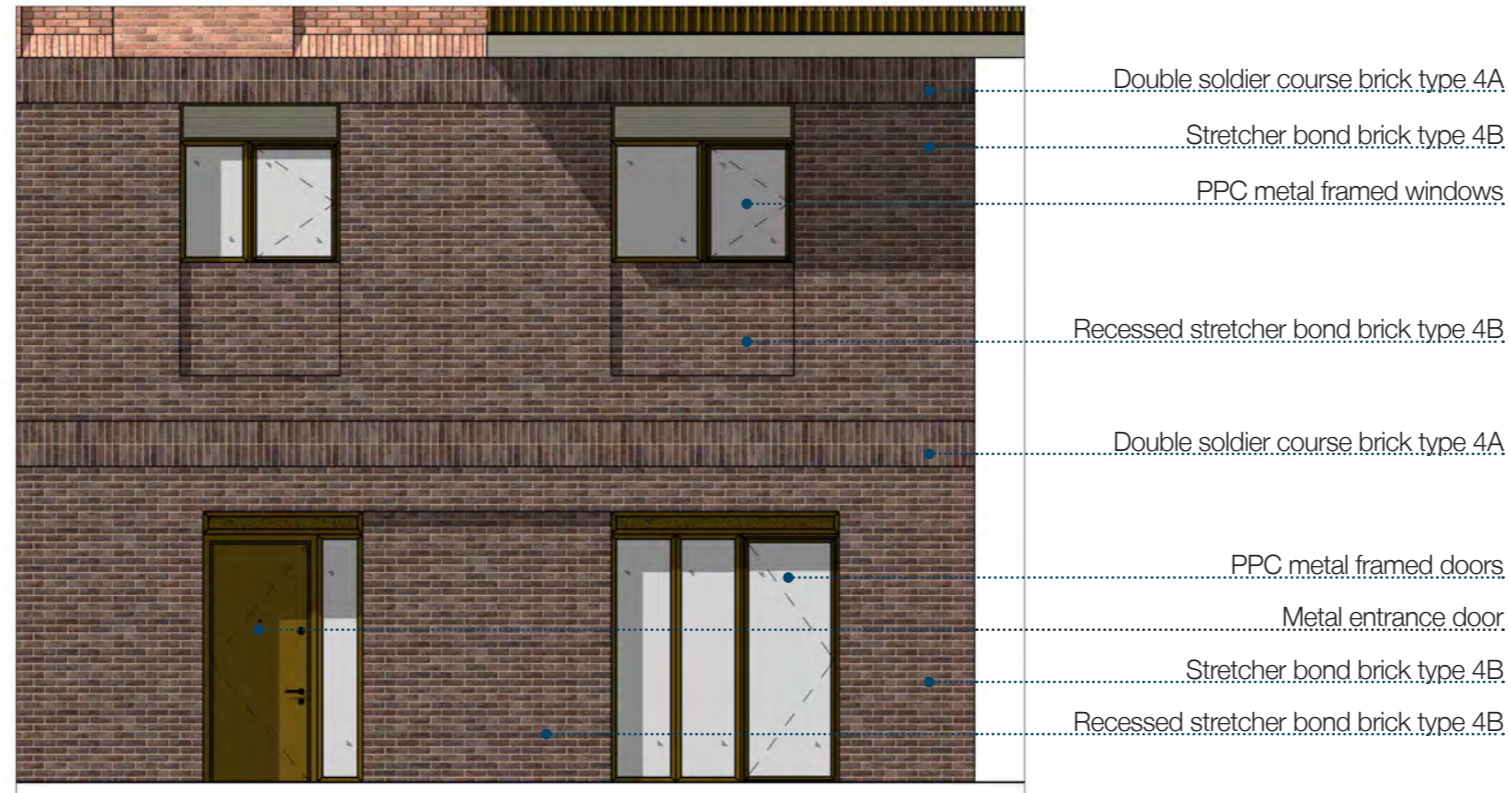 Double soldier course brick type 4A
Stretcher bond brick type 4B
PPC metal framed windows
Recessed stretcher bond brick type 4B
Double soldier course brick type 4A
PPC metal framed doors
Metal entrance door
Stretcher bond brick type 4B
Recessed stretcher bond brick type 4B